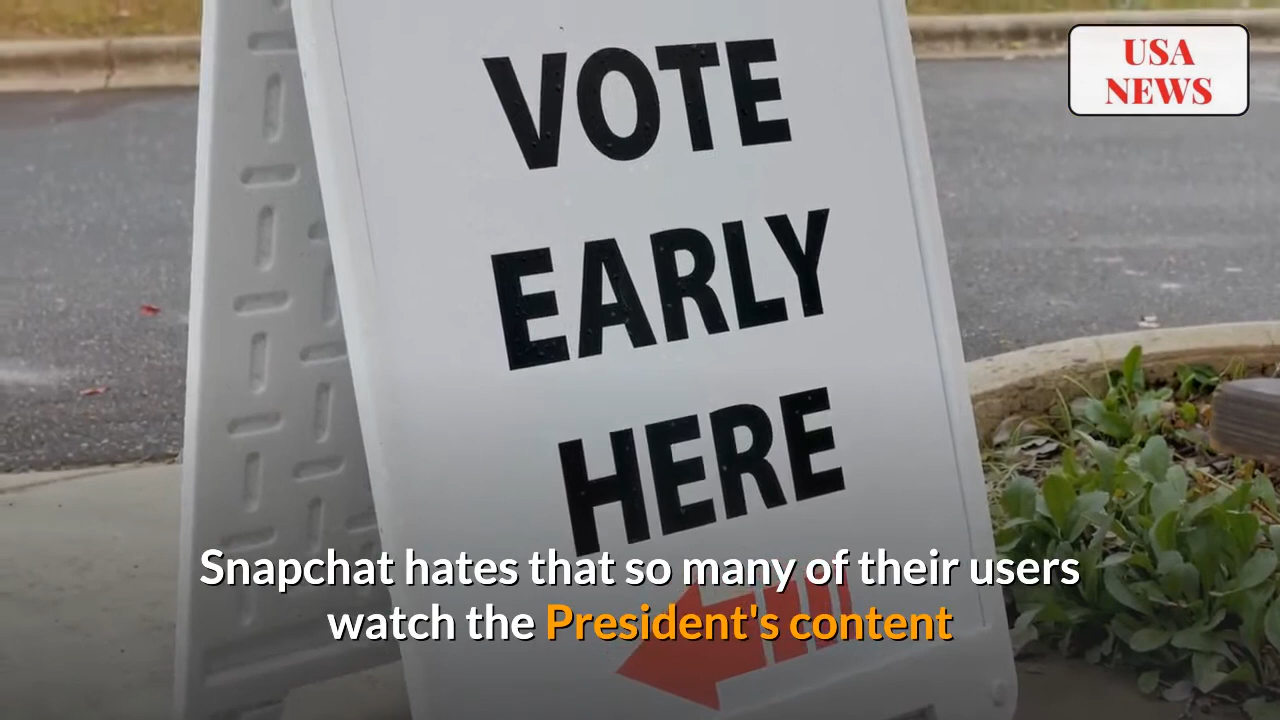 USA
NEWS
VOTE
EARLY
HERE
Snapchat hates that so many of their users
watch the President's content